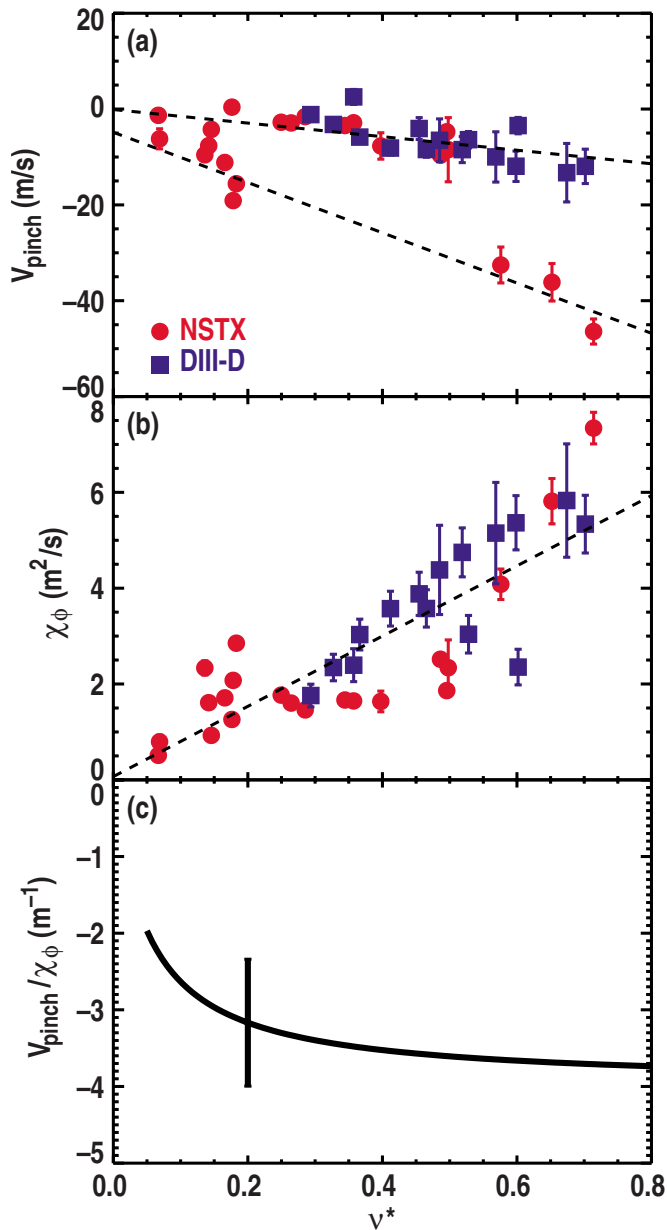 20
(a)
0
−20
−40
−60
V_pinch (m/s)
NSTX
DIII-D
8
(b)
6
4
2
0
χ_ϕ (m²/s)
0
(c)
−1
−2
−3
−4
−5
V_pinch/χ_ϕ (m⁻¹)
0.0 0.2 0.4 0.6 0.8
ν*